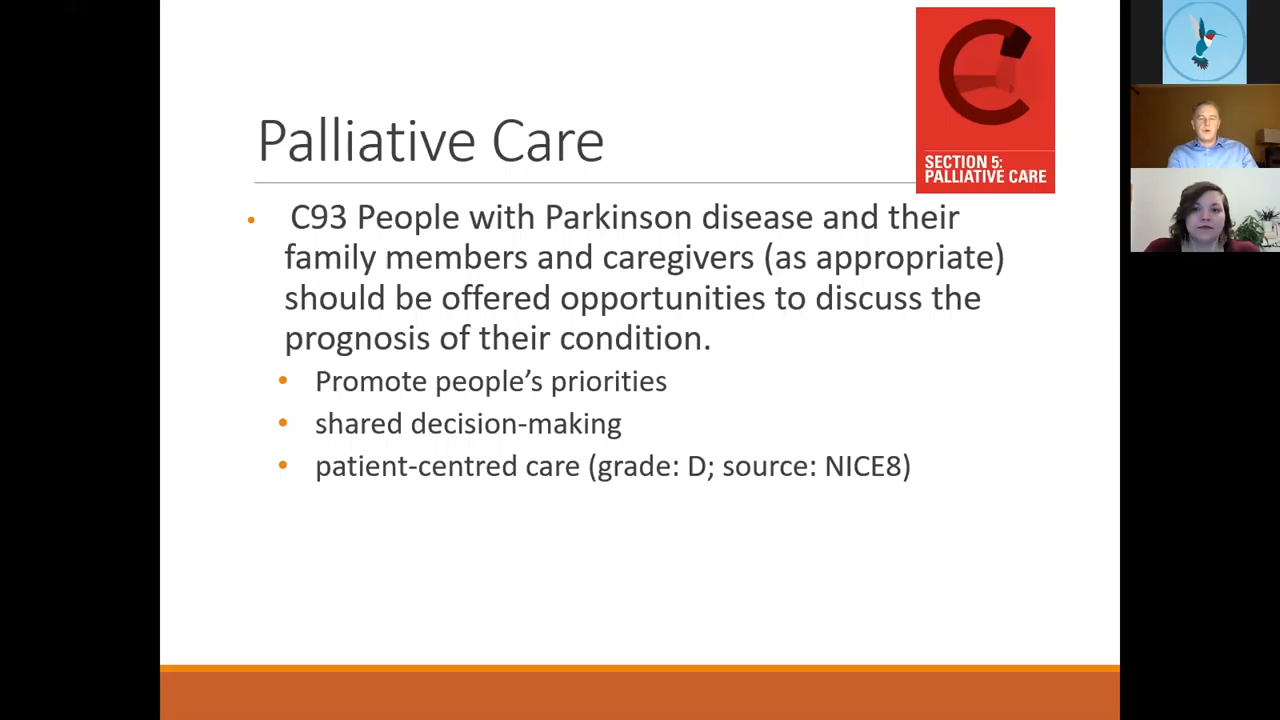 Palliative Care
SECTION 5:
PALLIATIVE CARE
• C93 People with Parkinson disease and their
family members and caregivers (as appropriate)
should be offered opportunities to discuss the
prognosis of their condition.
• Promote people's priorities
• shared decision-making
• patient-centred care (grade: D; source: NICE8)